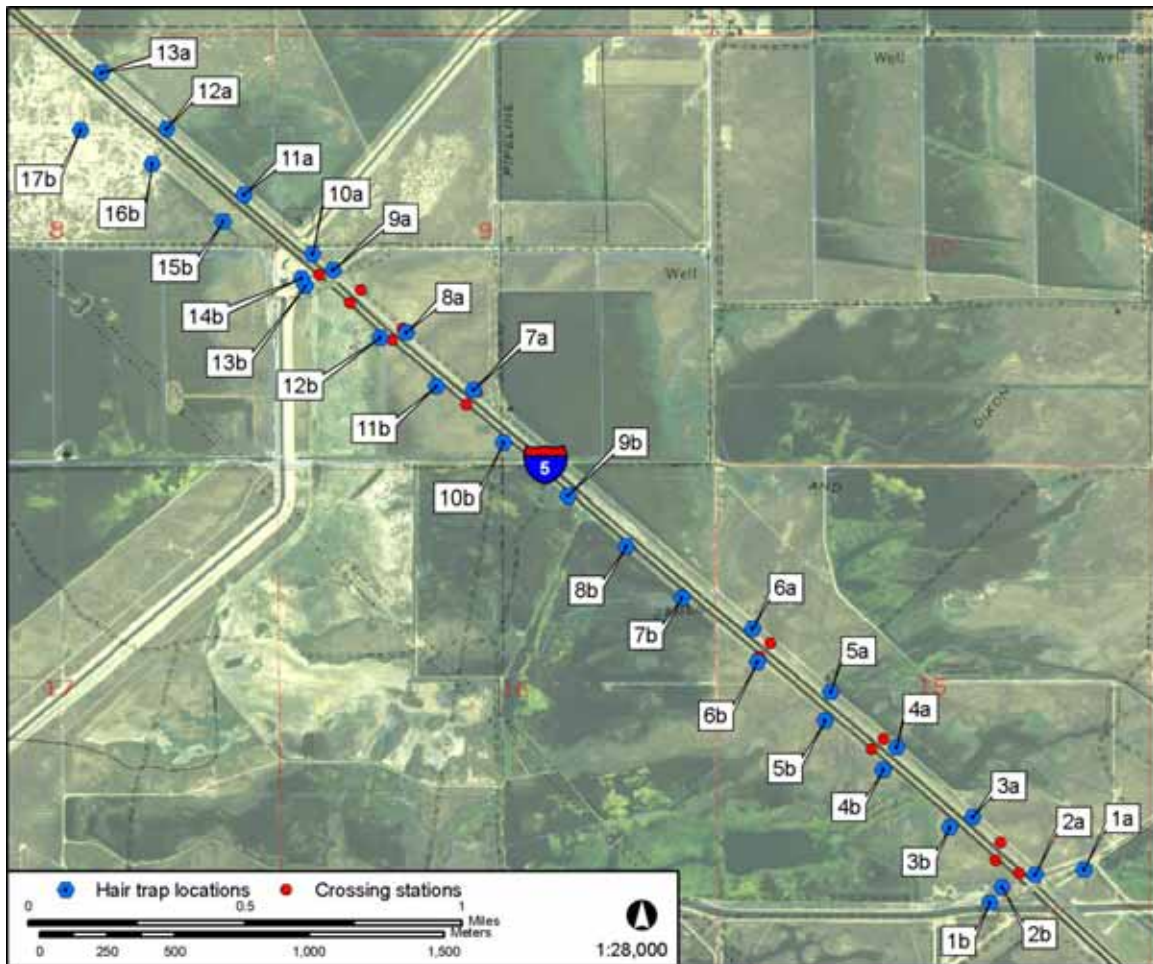 13a
12a
Well
Well
PIPELINE
11a
17b
10a
16b
9a
8
9
10
15b
Well
8a
14b
7a
13b
12b
DIXON
11b
9b
5
10b
AND
8b
6a
7b
5a
17
16
15
6b
4a
5b
3a
4b
2a
1a
3b
Hair trap locations
Crossing stations
0 0.5 1
Miles
Meters
0 250 500 1,000 1,500
1:28,000
1b
2b